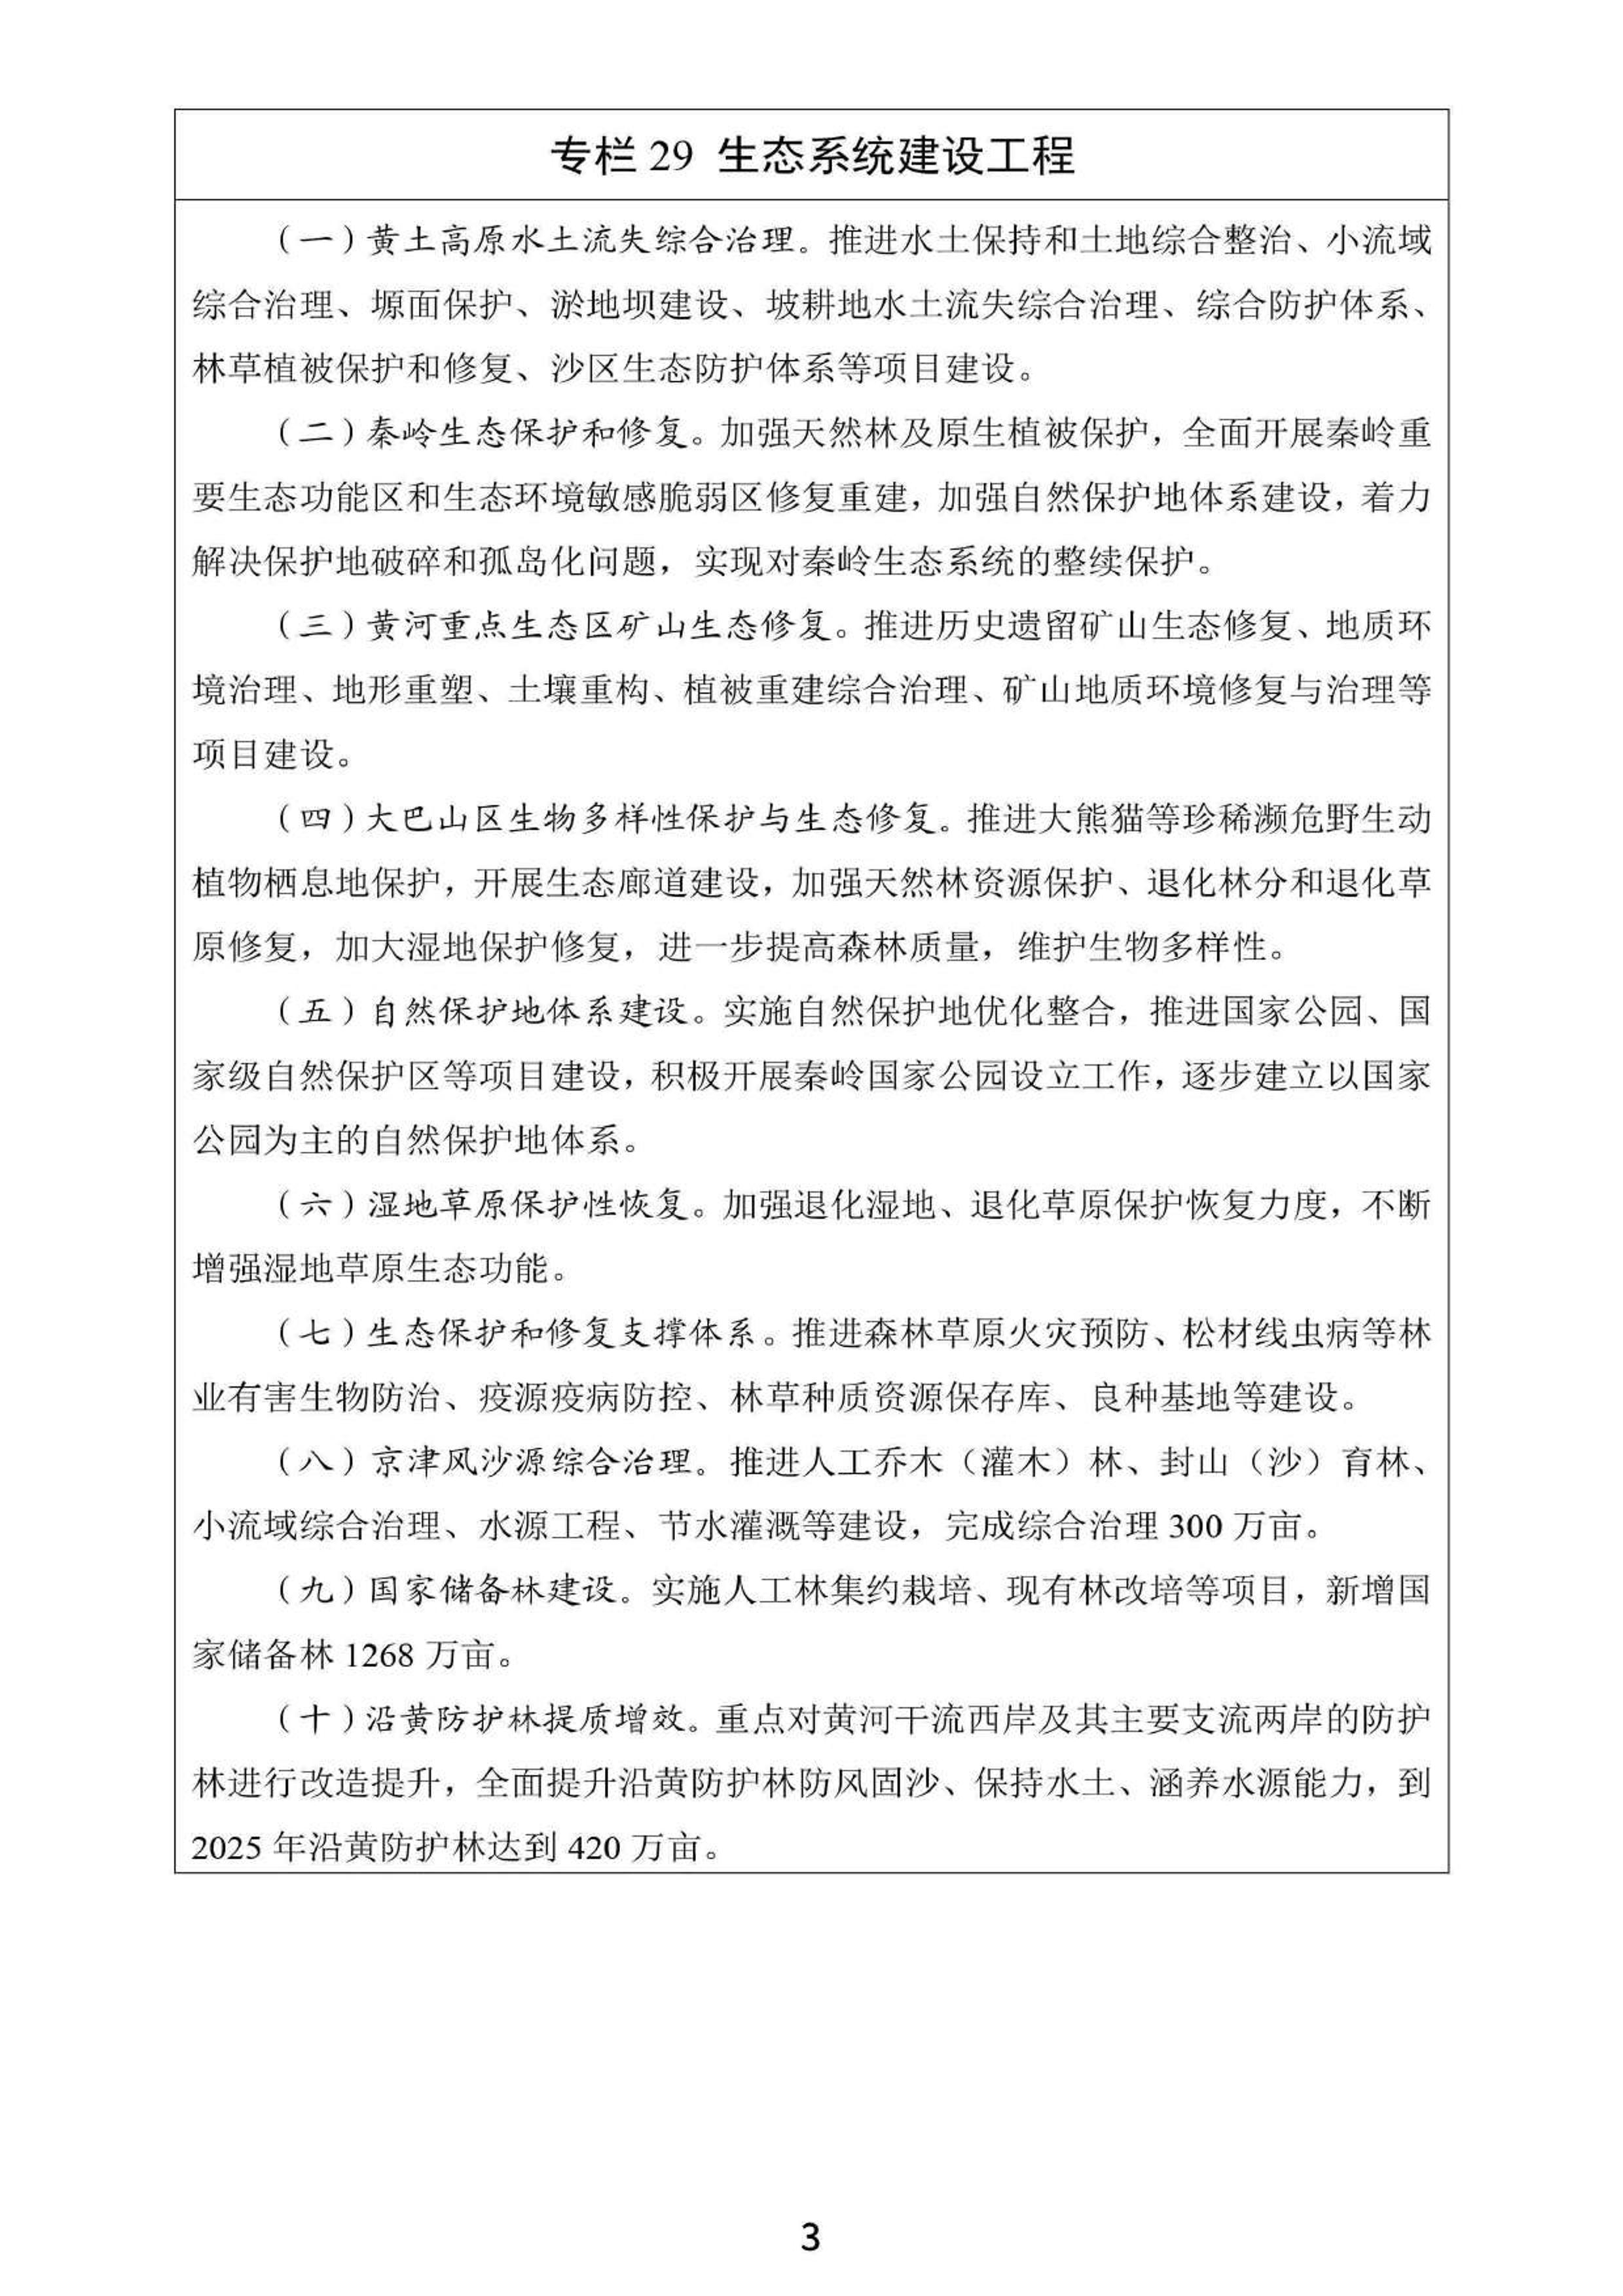 专栏 29 生态系统建设工程
（一）黄土高原水土流失综合治理。推进水土保持和土地综合整治、小流域
综合治理、塬面保护、淤地坝建设、坡耕地水土流失综合治理、综合防护体系、
林草植被保护和修复、沙区生态防护体系等项目建设。
（二）秦岭生态保护和修复。加强天然林及原生植被保护，全面开展秦岭重
要生态功能区和生态环境敏感脆弱区修复重建，加强自然保护地体系建设，着力
解决保护地破碎和孤岛化问题，实现对秦岭生态系统的整续保护。
（三）黄河重点生态区矿山生态修复。推进历史遗留矿山生态修复、地质环
境治理、地形重塑、土壤重构、植被重建综合治理、矿山地质环境修复与治理等
项目建设。
（四）大巴山区生物多样性保护与生态修复。推进大熊猫等珍稀濒危野生动
植物栖息地保护，开展生态廊道建设，加强天然林资源保护、退化林分和退化草
原修复，加大湿地保护修复，进一步提高森林质量，维护生物多样性。
（五）自然保护地体系建设。实施自然保护地优化整合，推进国家公园、国
家级自然保护区等项目建设，积极开展秦岭国家公园设立工作，逐步建立以国家
公园为主的自然保护地体系。
（六）湿地草原保护性恢复。加强退化湿地、退化草原保护恢复力度，不断
增强湿地草原生态功能。
（七）生态保护和修复支撑体系。推进森林草原火灾预防、松材线虫病等林
业有害生物防治、疫源疫病防控、林草种质资源保存库、良种基地等建设。
（八）京津风沙源综合治理。推进人工乔木（灌木）林、封山（沙）育林、
小流域综合治理、水源工程、节水灌溉等建设，完成综合治理 300 万亩。
（九）国家储备林建设。实施人工林集约栽培、现有林改培等项目，新增国
家储备林 1268 万亩。
（十）沿黄防护林提质增效。重点对黄河干流西岸及其主要支流两岸的防护
林进行改造提升，全面提升沿黄防护林防风固沙、保持水土、涵养水源能力，到
2025 年沿黄防护林达到 420 万亩。
3